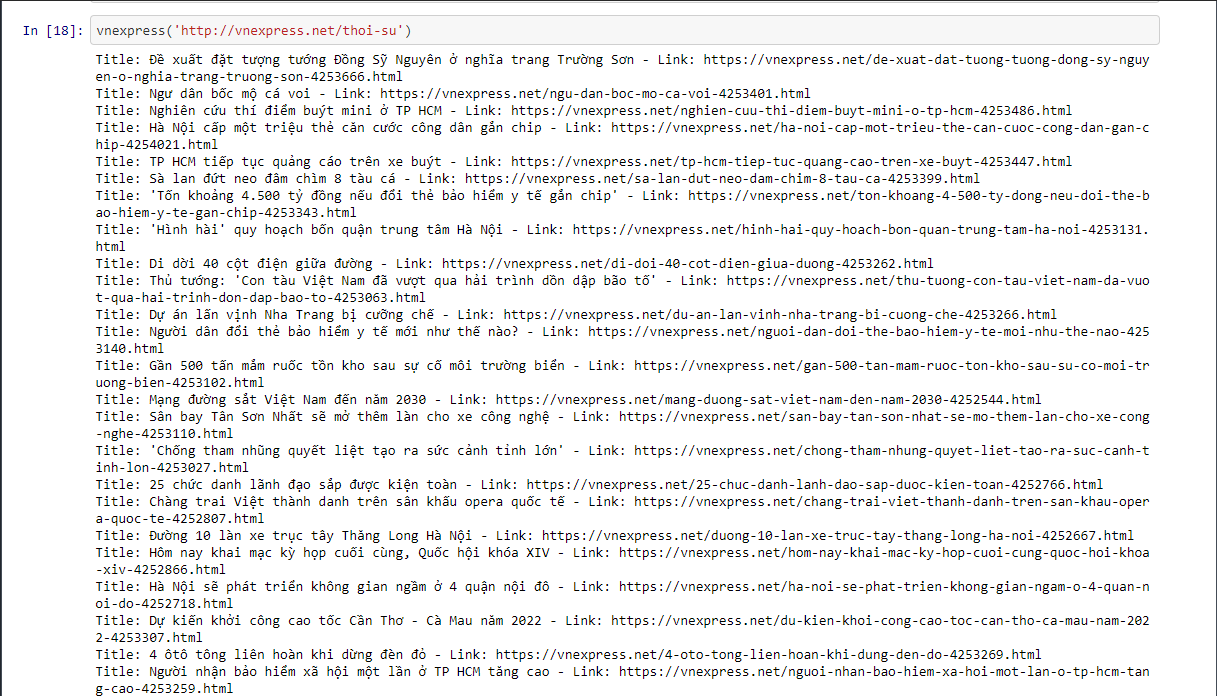 In [18]: vnexpress('http://vnexpress.net/thoi-su')
Title: Đề xuất đặt tượng tướng Đồng Sỹ Nguyên ở nghĩa trang Trường Sơn - Link: https://vnexpress.net/de-xuat-dat-tuong-tuong-dong-sy-nguy
en-o-nghia-trang-truong-son-4253666.html
Title: Ngư dân bốc mộ cá voi - Link: https://vnexpress.net/ngu-dan-boc-mo-ca-voi-4253401.html
Title: Nghiên cứu thí điểm buýt mini ở TP HCM - Link: https://vnexpress.net/nghien-cuu-thi-diem-buyt-mini-o-tp-hcm-4253486.html
Title: Hà Nội cấp một triệu thẻ căn cước công dân gắn chip - Link: https://vnexpress.net/ha-noi-cap-mot-trieu-the-can-cuoc-cong-dan-gan-c
hip-4254021.html
Title: TP HCM tiếp tục quảng cáo trên xe buýt - Link: https://vnexpress.net/tp-hcm-tiep-tuc-quang-cao-tren-xe-buyt-4253447.html
Title: Sà lan đứt neo đâm chìm 8 tàu cá - Link: https://vnexpress.net/sa-lan-dut-neo-dam-chim-8-tau-ca-4253399.html
Title: 'Tốn khoảng 4.500 tỷ đồng nếu đổi thẻ bảo hiểm y tế gắn chip' - Link: https://vnexpress.net/ton-khoang-4-500-ty-dong-neu-doi-the-b
ao-hiem-y-te-gan-chip-4253343.html
Title: 'Hình hài' quy hoạch bốn quận trung tâm Hà Nội - Link: https://vnexpress.net/hinh-hai-quy-hoach-bon-quan-trung-tam-ha-noi-4253131.
html
Title: Di dời 40 cột điện giữa đường - Link: https://vnexpress.net/di-doi-40-cot-dien-giua-duong-4253262.html
Title: Thủ tướng: 'Con tàu Việt Nam đã vượt qua hải trình dồn dập bão tố' - Link: https://vnexpress.net/thu-tuong-con-tau-viet-nam-da-vuo
t-qua-hai-trinh-don-dap-bao-to-4253063.html
Title: Dự án lấn vịnh Nha Trang bị cưỡng chế - Link: https://vnexpress.net/du-an-lan-vinh-nha-trang-bi-cuong-che-4253266.html
Title: Người dân đổi thẻ bảo hiểm y tế mới như thế nào? - Link: https://vnexpress.net/nguoi-dan-doi-the-bao-hiem-y-te-moi-nhu-the-nao-425
3140.html
Title: Gần 500 tấn mắm ruốc tồn kho sau sự cố môi trường biển - Link: https://vnexpress.net/gan-500-tan-mam-ruoc-ton-kho-sau-su-co-moi-tr
uong-bien-4253102.html
Title: Mạng đường sắt Việt Nam đến năm 2030 - Link: https://vnexpress.net/mang-duong-sat-viet-nam-den-nam-2030-4252544.html
Title: Sân bay Tân Sơn Nhất sẽ mở thêm làn cho xe công nghệ - Link: https://vnexpress.net/san-bay-tan-son-nhat-se-mo-them-lan-cho-xe-cong
-nghe-4253110.html
Title: 'Chống tham nhũng quyết liệt tạo ra sức cảnh tỉnh lớn' - Link: https://vnexpress.net/chong-tham-nhung-quyet-liet-tao-ra-suc-canh-t
inh-lon-4253027.html
Title: 25 chức danh lãnh đạo sắp được kiện toàn - Link: https://vnexpress.net/25-chuc-danh-lanh-dao-sap-duoc-kien-toan-4252766.html
Title: Chàng trai Việt thành danh trên sân khấu opera quốc tế - Link: https://vnexpress.net/chang-trai-viet-thanh-danh-tren-san-khau-oper
a-quoc-te-4252807.html
Title: Đường 10 làn xe trục tây Thăng Long Hà Nội - Link: https://vnexpress.net/duong-10-lan-xe-truc-tay-thang-long-ha-noi-4252667.html
Title: Hôm nay khai mạc kỳ họp cuối cùng, Quốc hội khóa XIV - Link: https://vnexpress.net/hom-nay-khai-mac-ky-hop-cuoi-cung-quoc-hoi-khoa
-xiv-4252866.html
Title: Hà Nội sẽ phát triển không gian ngầm ở 4 quận nội đô - Link: https://vnexpress.net/ha-noi-se-phat-trien-khong-gian-ngam-o-4-quan-n
oi-do-4252718.html
Title: Dự kiến khởi công cao tốc Cần Thơ - Cà Mau năm 2022 - Link: https://vnexpress.net/du-kien-khoi-cong-cao-toc-can-tho-ca-mau-nam-202
2-4253307.html
Title: 4 ôtô tông liên hoàn khi dừng đèn đỏ - Link: https://vnexpress.net/4-oto-tong-lien-hoan-khi-dung-den-do-4253269.html
Title: Người nhận bảo hiểm xã hội một lần ở TP HCM tăng cao - Link: https://vnexpress.net/nguoi-nhan-bao-hiem-xa-hoi-mot-lan-o-tp-hcm-tan
g-cao-4253259.html